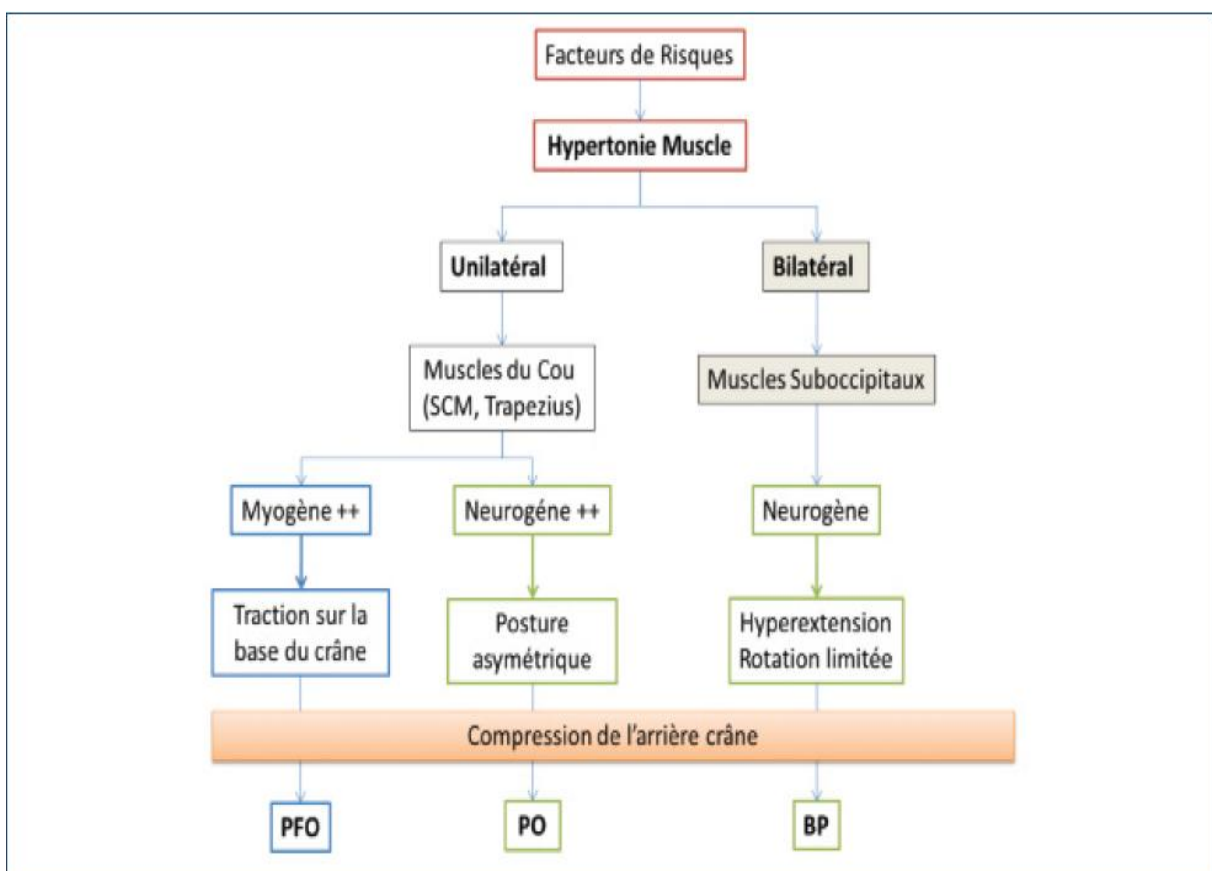 Facteurs de Risques
Hypertonie Muscle
Unilatéral
Bilatéral
Muscles du Cou
(SCM, Trapezius)
Muscles Suboccipitaux
Myogène ++
Neurogéne ++
Neurogène
Traction sur la
base du crâne
Posture
asymétrique
Hyperextension
Rotation limitée
Compression de l'arrière crâne
PFO
PO
BP